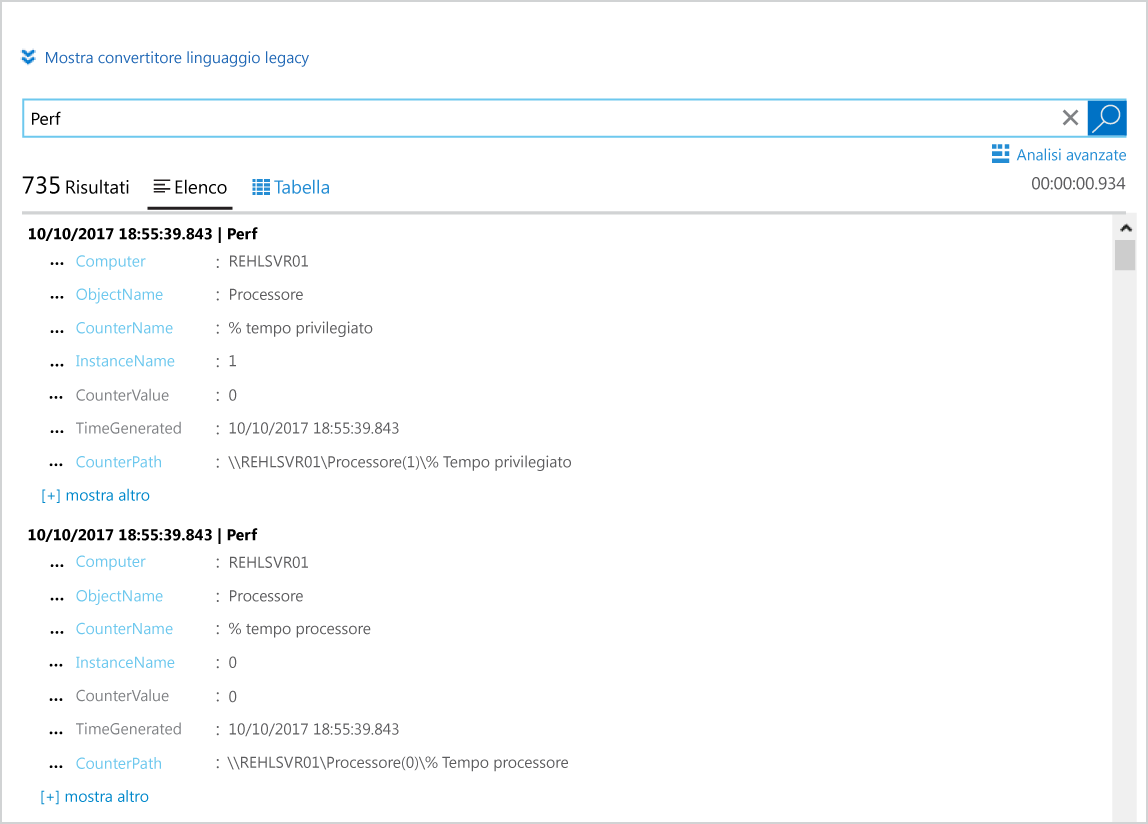 Mostra convertitore linguaggio legacy
Perf
Analisi avanzate
735 Risultati Elenco Tabella 00:00:00.934
10/10/2017 18:55:39.843 | Perf
... Computer : REHLSVR01
... ObjectName : Processore
... CounterName : % tempo privilegiato
... InstanceName : 1
... CounterValue : 0
... TimeGenerated : 10/10/2017 18:55:39.843
... CounterPath : \\REHLSVR01\Processore(1)\% Tempo privilegiato
[+] mostra altro
10/10/2017 18:55:39.843 | Perf
... Computer : REHLSVR01
... ObjectName : Processore
... CounterName : % tempo processore
... InstanceName : 0
... CounterValue : 0
... TimeGenerated : 10/10/2017 18:55:39.843
... CounterPath : \\REHLSVR01\Processore(0)\% Tempo processore
[+] mostra altro